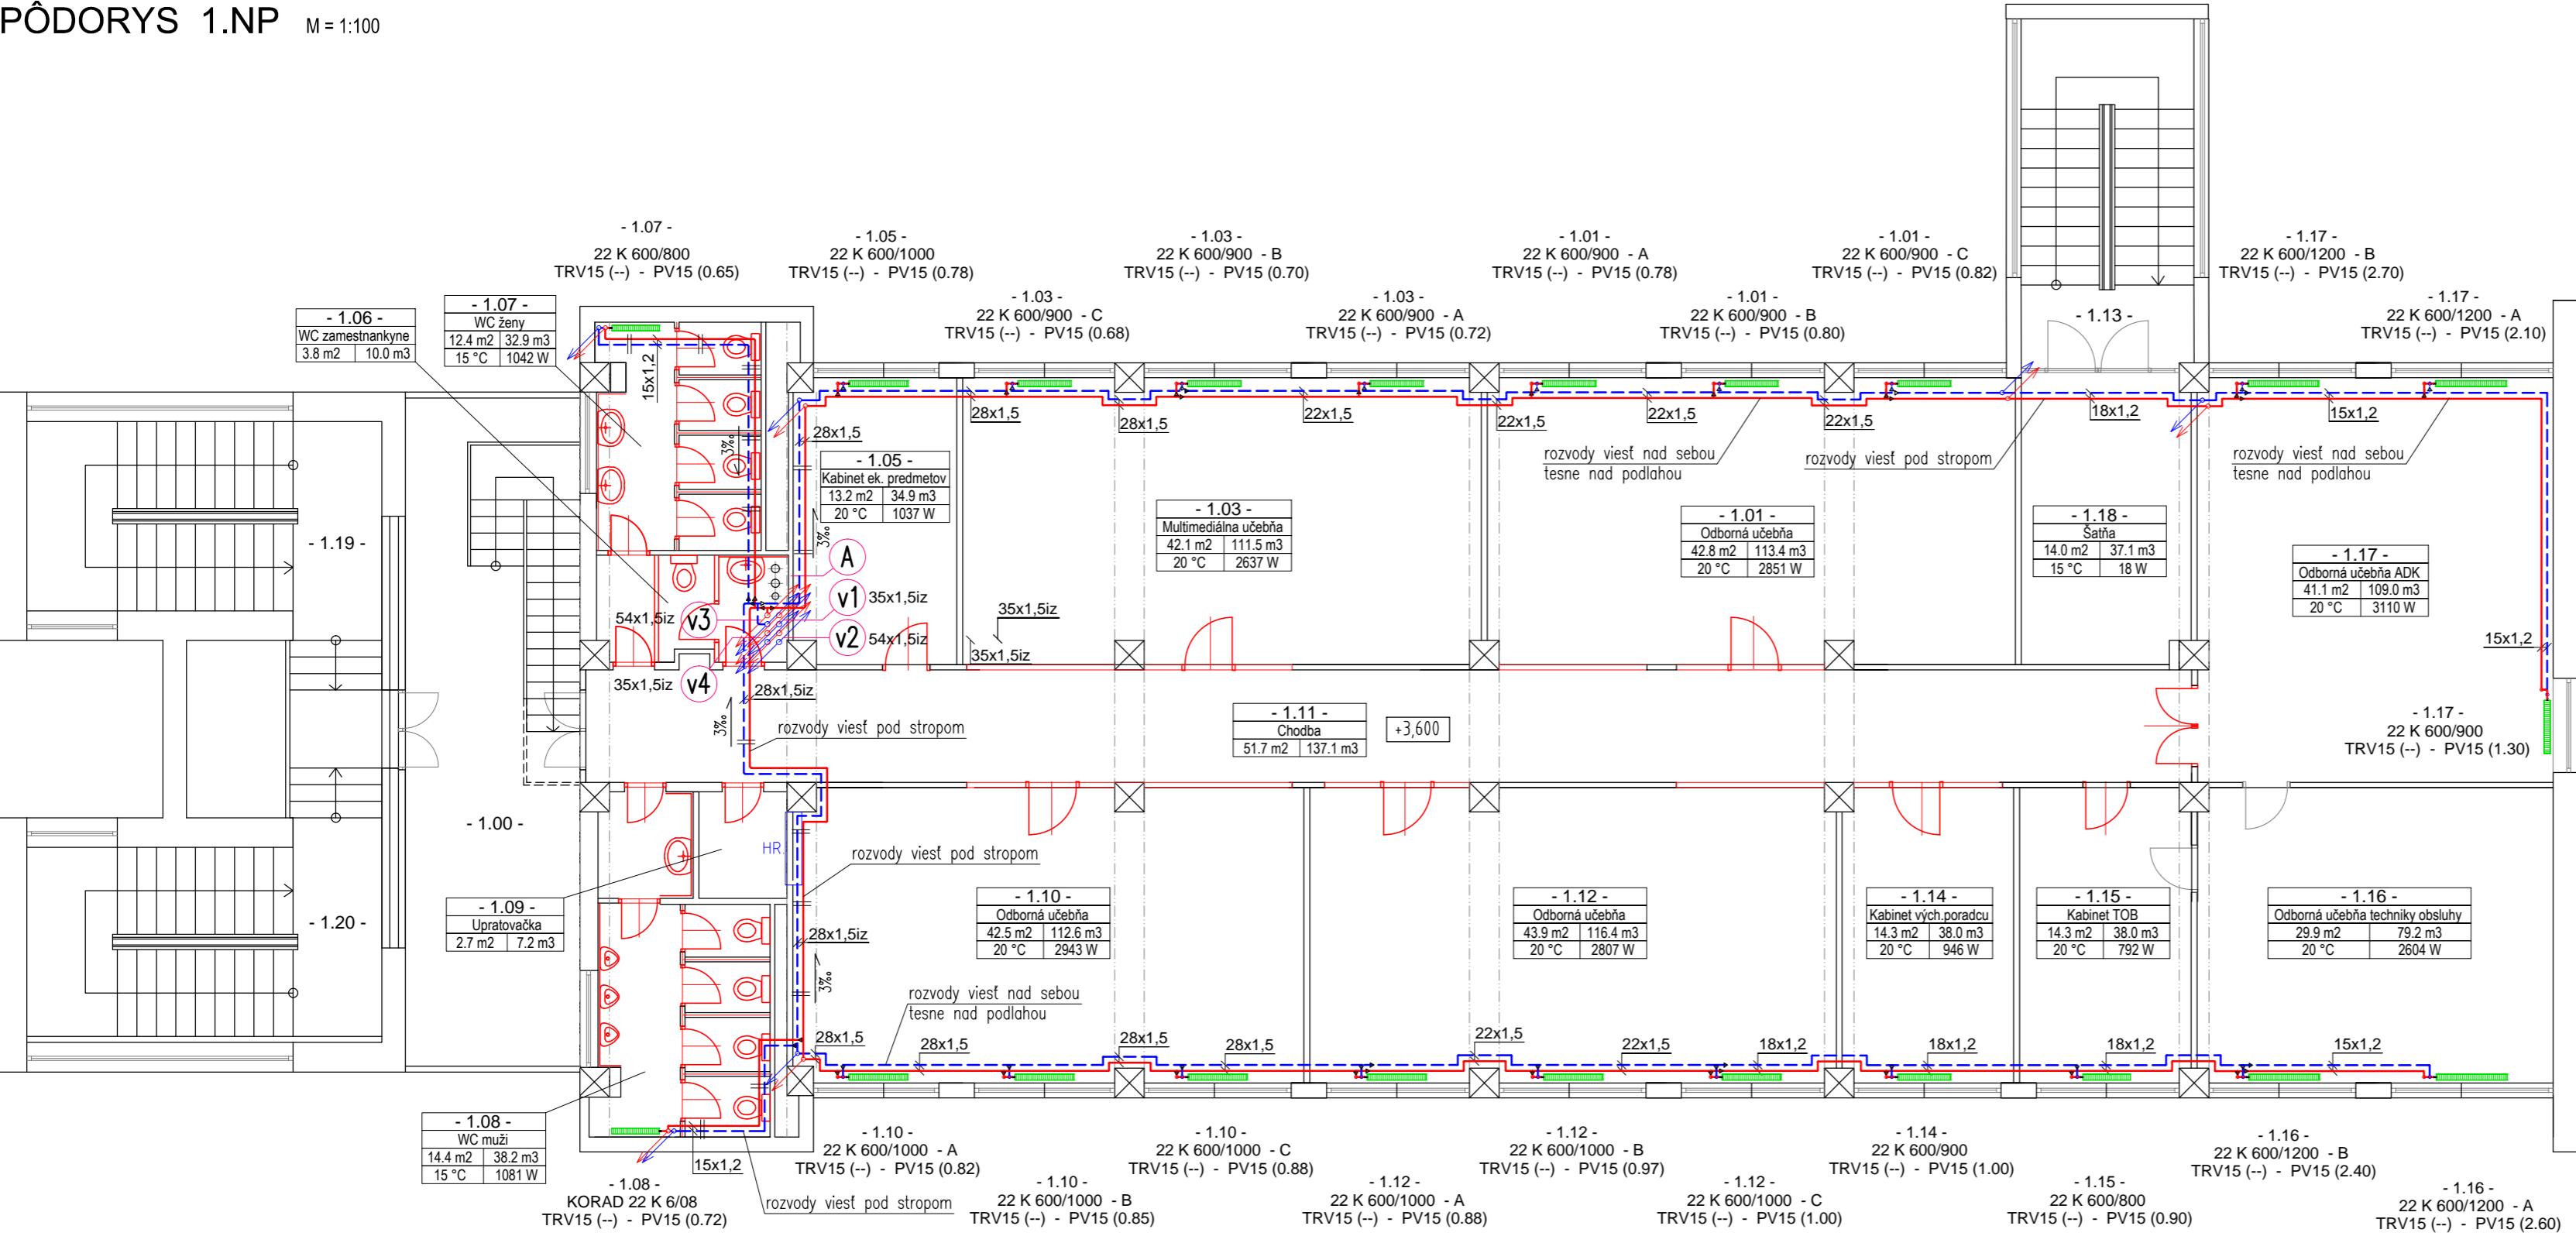 PÔDORYS 1.NP M = 1:100
- 1.07 -
22 K 600/800
TRV15 (--) - PV15 (0.65)
- 1.05 -
22 K 600/1000
TRV15 (--) - PV15 (0.78)
- 1.03 -
22 K 600/900 - C
TRV15 (--) - PV15 (0.68)
- 1.03 -
22 K 600/900 - B
TRV15 (--) - PV15 (0.70)
- 1.03 -
22 K 600/900 - A
TRV15 (--) - PV15 (0.72)
- 1.01 -
22 K 600/900 - A
TRV15 (--) - PV15 (0.78)
- 1.01 -
22 K 600/900 - B
TRV15 (--) - PV15 (0.80)
- 1.01 -
22 K 600/900 - C
TRV15 (--) - PV15 (0.82)
- 1.13 -
- 1.17 -
22 K 600/1200 - B
TRV15 (--) - PV15 (2.70)
- 1.17 -
22 K 600/1200 - A
TRV15 (--) - PV15 (2.10)
- 1.06 -
WC zamestnankyne
3.8 m2 10.0 m3
- 1.07 -
WC ženy
12.4 m2 32.9 m3
15 °C 1042 W
15x1,2
3‰
28x1,5
28x1,5
28x1,5
22x1,5
22x1,5
22x1,5
22x1,5
18x1,2
15x1,2
rozvody viesť nad sebou
tesne nad podlahou
rozvody viesť pod stropom
rozvody viesť nad sebou
tesne nad podlahou
- 1.05 -
Kabinet ek. predmetov
13.2 m2 34.9 m3
20 °C 1037 W
3‰
- 1.03 -
Multimediálna učebňa
42.1 m2 111.5 m3
20 °C 2637 W
- 1.01 -
Odborná učebňa
42.8 m2 113.4 m3
20 °C 2851 W
- 1.18 -
Šatňa
14.0 m2 37.1 m3
15 °C 18 W
- 1.17 -
Odborná učebňa ADK
41.1 m2 109.0 m3
20 °C 3110 W
- 1.19 -
A
v1 35x1,5iz
54x1,5iz v3
v2 54x1,5iz
35x1,5iz v4
35x1,5iz
35x1,5iz
28x1,5iz
3‰
rozvody viesť pod stropom
15x1,2
- 1.11 -
Chodba
51.7 m2 137.1 m3
+3,600
- 1.17 -
22 K 600/900
TRV15 (--) - PV15 (1.30)
- 1.00 -
HR.
rozvody viesť pod stropom
- 1.20 -
- 1.09 -
Upratovačka
2.7 m2 7.2 m3
- 1.10 -
Odborná učebňa
42.5 m2 112.6 m3
20 °C 2943 W
- 1.12 -
Odborná učebňa
43.9 m2 116.4 m3
20 °C 2807 W
- 1.14 -
Kabinet vých.poradcu
14.3 m2 38.0 m3
20 °C 946 W
- 1.15 -
Kabinet TOB
14.3 m2 38.0 m3
20 °C 792 W
- 1.16 -
Odborná učebňa techniky obsluhy
29.9 m2 79.2 m3
20 °C 2604 W
28x1,5iz
3‰
rozvody viesť nad sebou
tesne nad podlahou
28x1,5
28x1,5
28x1,5
28x1,5
22x1,5
22x1,5
18x1,2
18x1,2
18x1,2
15x1,2
- 1.08 -
WC muži
14.4 m2 38.2 m3
15 °C 1081 W
15x1,2
- 1.08 -
KORAD 22 K 6/08
TRV15 (--) - PV15 (0.72)
rozvody viesť pod stropom
- 1.10 -
22 K 600/1000 - A
TRV15 (--) - PV15 (0.82)
- 1.10 -
22 K 600/1000 - B
TRV15 (--) - PV15 (0.85)
- 1.10 -
22 K 600/1000 - C
TRV15 (--) - PV15 (0.88)
- 1.12 -
22 K 600/1000 - A
TRV15 (--) - PV15 (0.88)
- 1.12 -
22 K 600/1000 - B
TRV15 (--) - PV15 (0.97)
- 1.12 -
22 K 600/1000 - C
TRV15 (--) - PV15 (1.00)
- 1.14 -
22 K 600/900
TRV15 (--) - PV15 (1.00)
- 1.15 -
22 K 600/800
TRV15 (--) - PV15 (0.90)
- 1.16 -
22 K 600/1200 - B
TRV15 (--) - PV15 (2.40)
- 1.16 -
22 K 600/1200 - A
TRV15 (--) - PV15 (2.60)